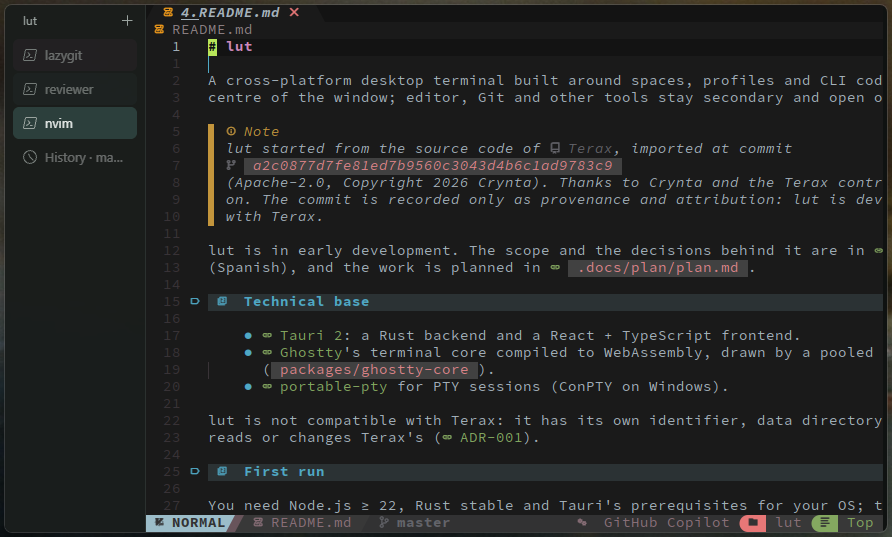 lut +
lazygit
reviewer
nvim
History · ma...
4.README.md ×
README.md
1 # lut
1
2 A cross-platform desktop terminal built around spaces, profiles and CLI cod
3 centre of the window; editor, Git and other tools stay secondary and open o
4
5 Note
6 lut started from the source code of Terax, imported at commit
7 a2c0877d7fe81ed7b9560c3043d4b6c1ad9783c9
8 (Apache-2.0, Copyright 2026 Crynta). Thanks to Crynta and the Terax contr
9 on. The commit is recorded only as provenance and attribution: lut is dev
10 with Terax.
11
12 lut is in early development. The scope and the decisions behind it are in
13 (Spanish), and the work is planned in .docs/plan/plan.md .
14
15 Technical base
16
17 ● Tauri 2: a Rust backend and a React + TypeScript frontend.
18 ● Ghostty's terminal core compiled to WebAssembly, drawn by a pooled
19 ( packages/ghostty-core ).
20 ● portable-pty for PTY sessions (ConPTY on Windows).
21
22 lut is not compatible with Terax: it has its own identifier, data directory
23 reads or changes Terax's ( ADR-001).
24
25 First run
26
27 You need Node.js ≥ 22, Rust stable and Tauri's prerequisites for your OS; t
NORMAL README.md master GitHub Copilot lut Top